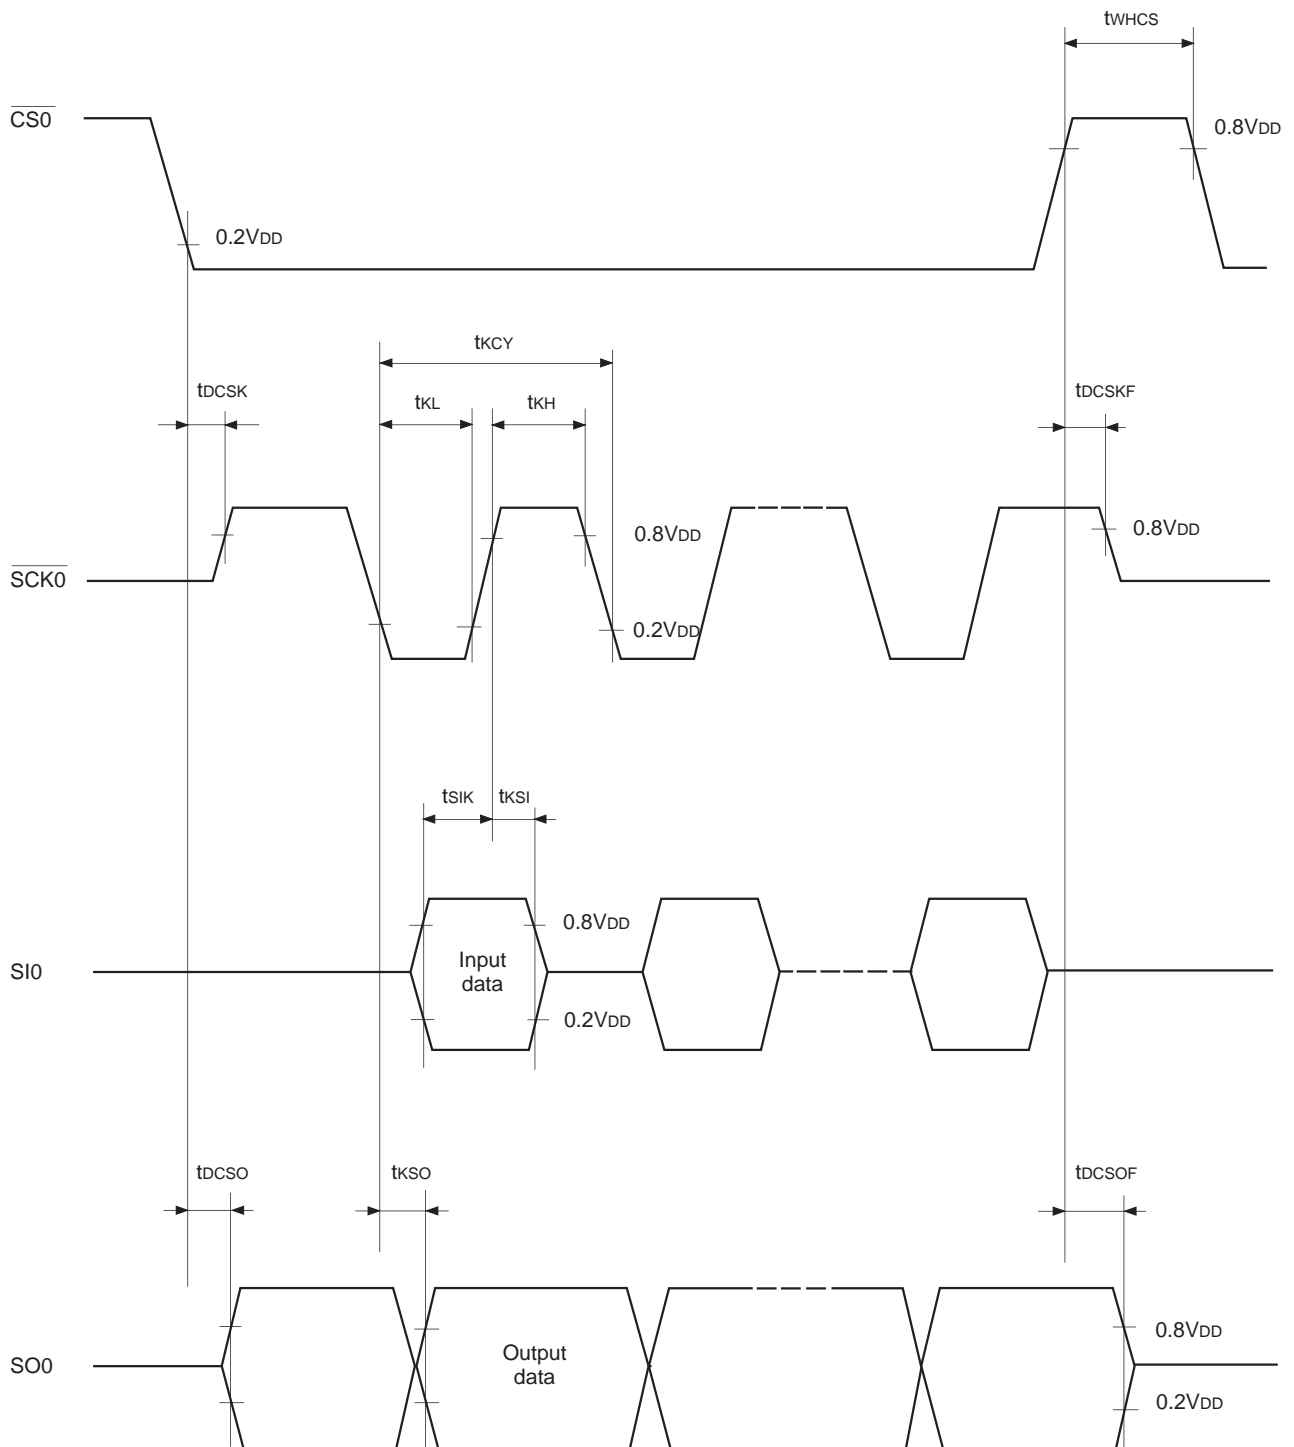 tWHCS
CS0
0.8VDD
0.2VDD
tKCY
tDCSK
tKL
tKH
tDCSKF
0.8VDD
0.8VDD
SCK0
0.2VDD
tSIK
tKSI
0.8VDD
Input
data
SI0
0.2VDD
tDCSO
tKSO
tDCSOF
0.8VDD
Output
data
SO0
0.2VDD